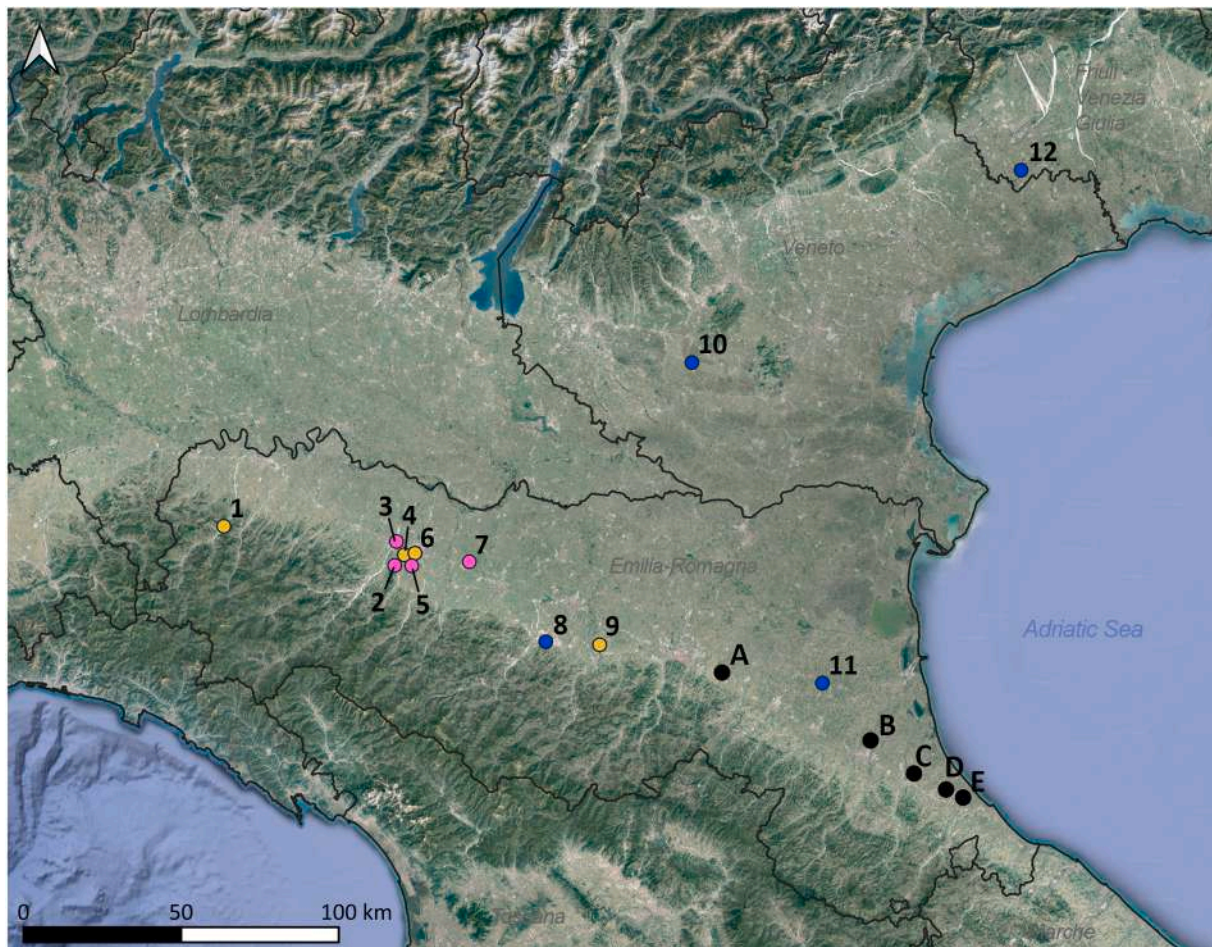 Friuli -
Venezia
Giulia
12
Veneto
Lombardia
10
1
3
4
6
7
Emilia-Romagna
2
5
8
9
Adriatic Sea
A
11
B
C
D
E
0
50
100 km
Toscana
Marche